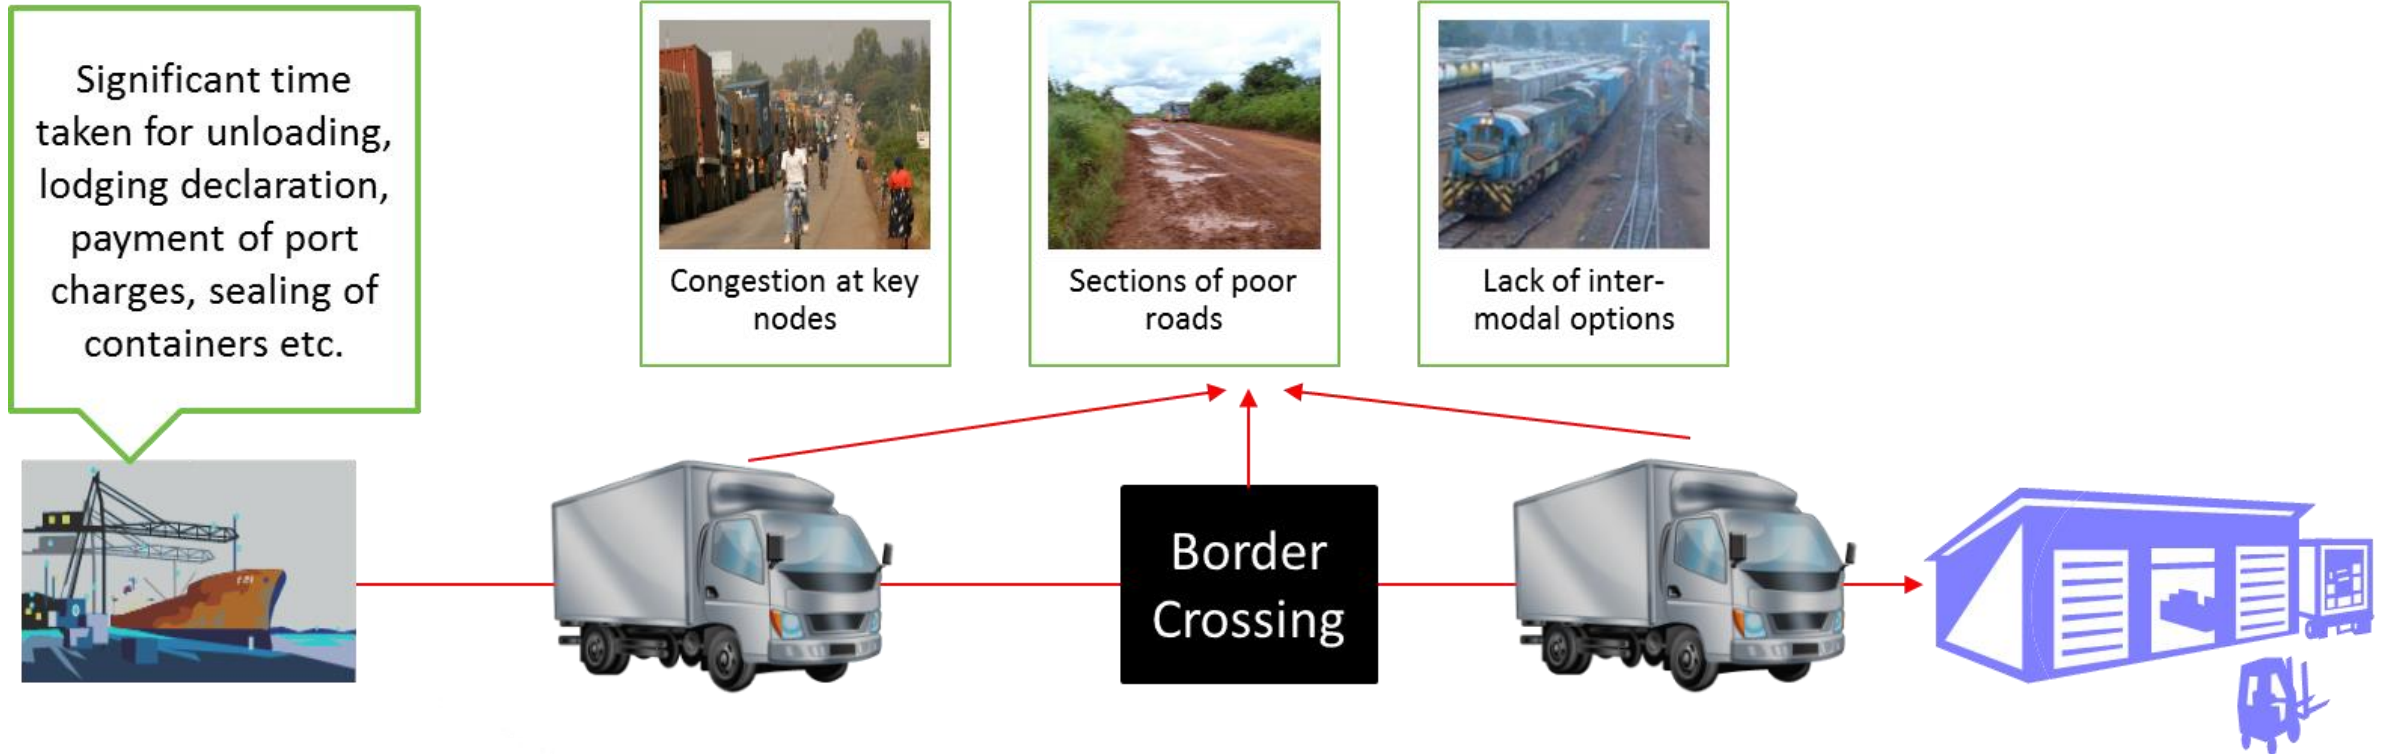 Significant time
taken for unloading,
lodging declaration,
payment of port
charges, sealing of
containers etc.
Congestion at key
nodes
Sections of poor
roads
Lack of inter-
modal options
Border
Crossing